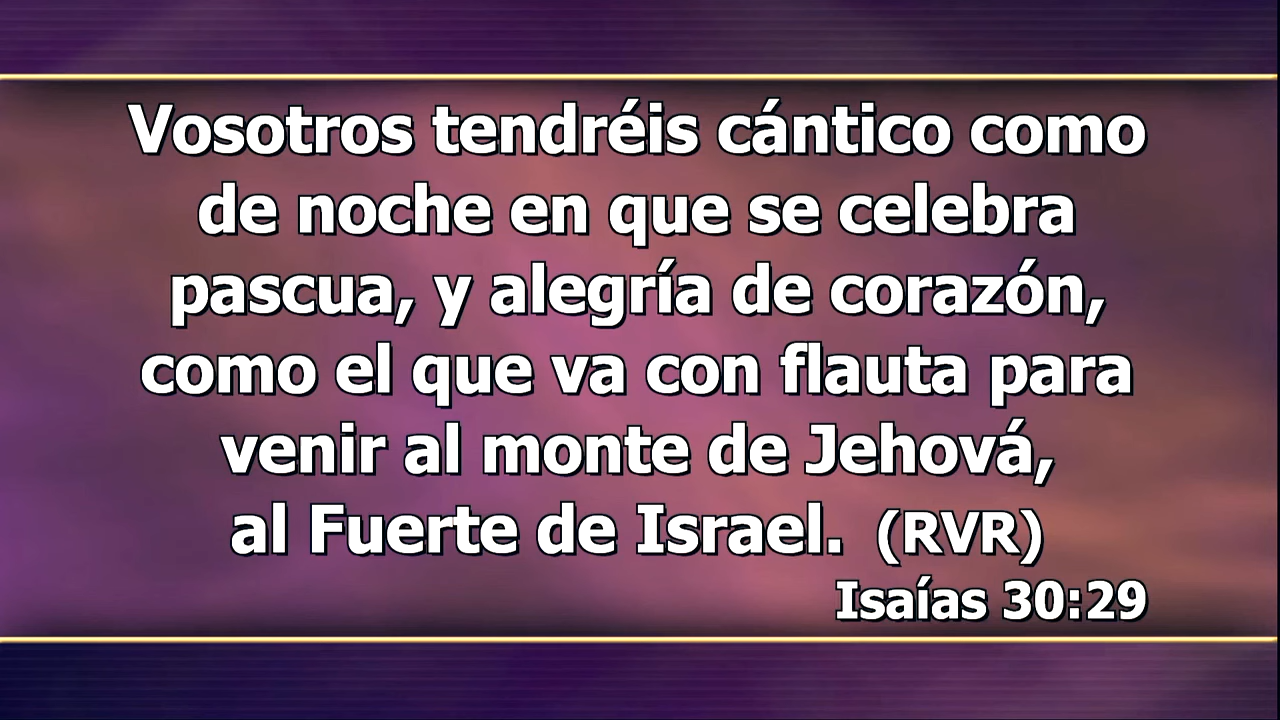 Vosotros tendréis cántico como
de noche en que se celebra
pascua, y alegría de corazón,
como el que va con flauta para
venir al monte de Jehová,
al Fuerte de Israel. (RVR)
Isaías 30:29